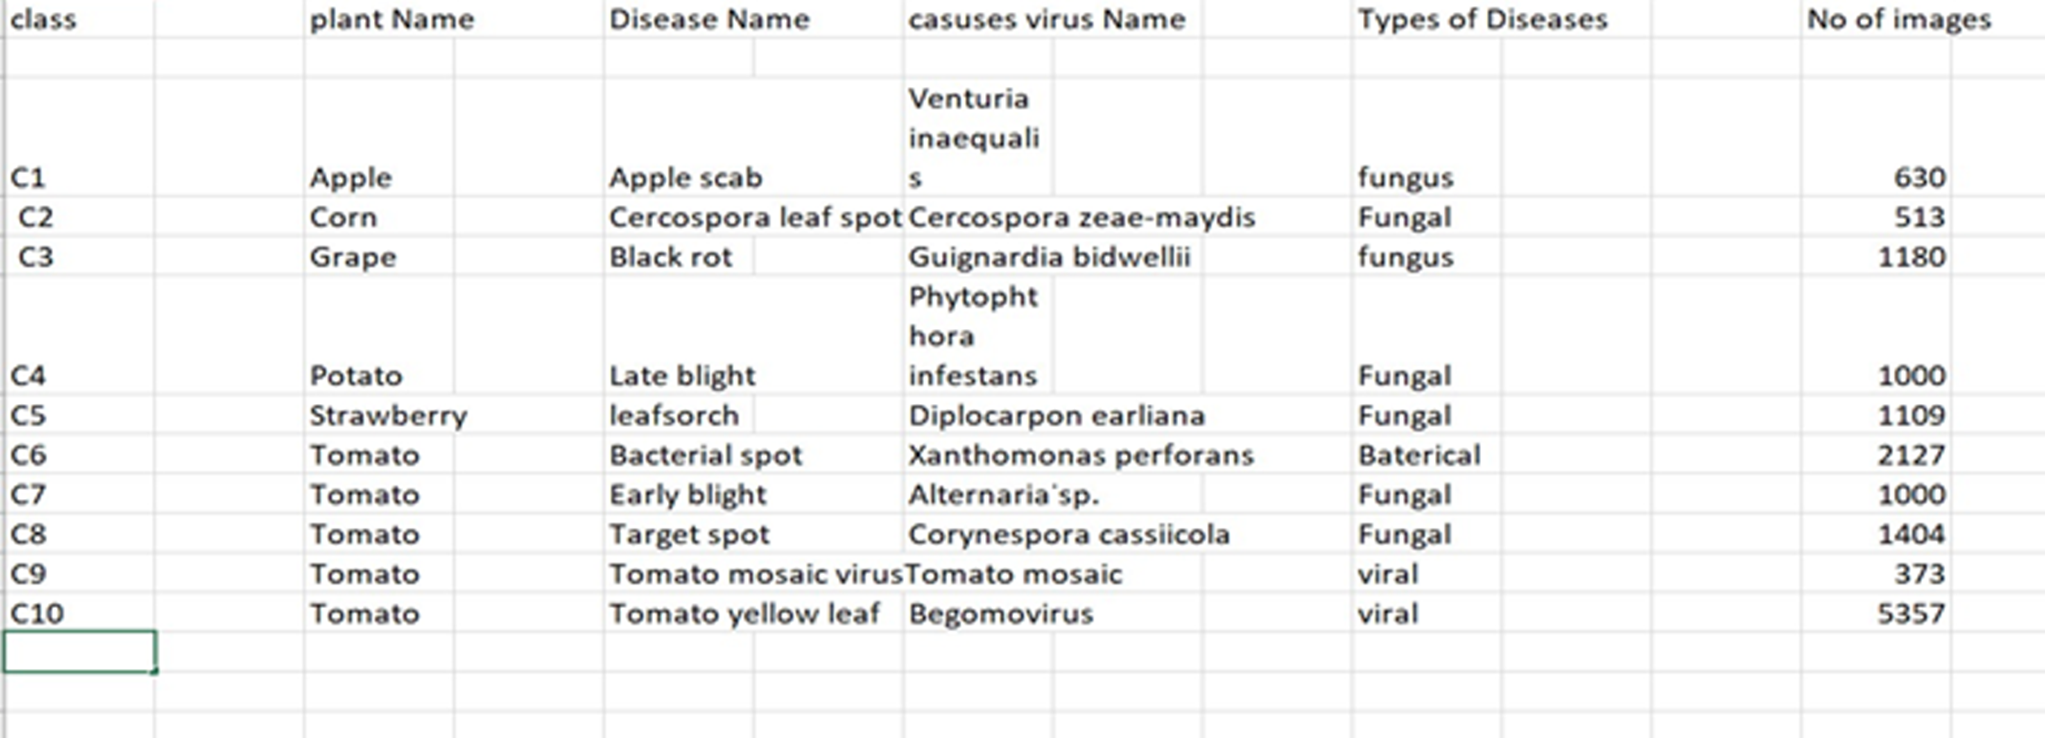 class plant Name Disease Name casuses virus Name Types of Diseases No of images
Venturia
inaequali
C1 Apple Apple scab s fungus 630
C2 Corn Cercospora leaf spot Cercospora zeae-maydis Fungal 513
C3 Grape Black rot Guignardia bidwellii fungus 1180
Phytopht
hora
C4 Potato Late blight infestans Fungal 1000
C5 Strawberry leafsorch Diplocarpon earliana Fungal 1109
C6 Tomato Bacterial spot Xanthomonas perforans Baterical 2127
C7 Tomato Early blight Alternaria'sp. Fungal 1000
C8 Tomato Target spot Corynespora cassiicola Fungal 1404
C9 Tomato Tomato mosaic virus Tomato mosaic viral 373
C10 Tomato Tomato yellow leaf Begomovirus viral 5357